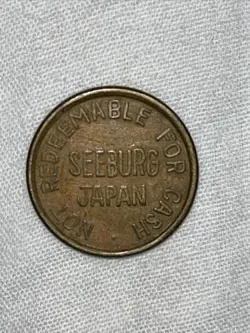 NOT REDEEMABLE FOR CASH
SEEBURG
JAPAN